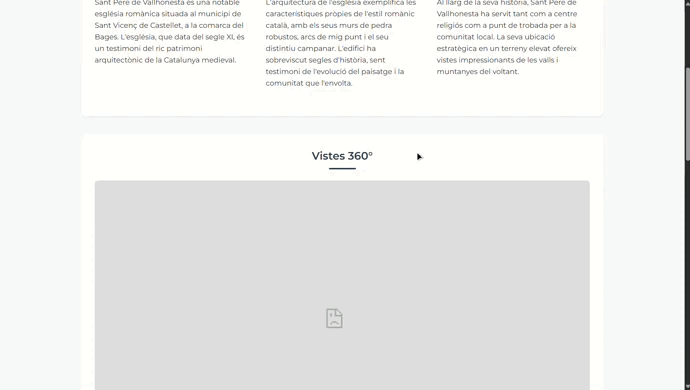 Sant Pere de Vallhonesta és una notable
església romànica situada al municipi de
Sant Vicenç de Castellet, a la comarca del
Bages. L'església, que data del segle XI, és
un testimoni del ric patrimoni
arquitectònic de la Catalunya medieval.
L'arquitectura de l'església exemplifica les
característiques pròpies de l'estil romànic
català, amb els seus murs de pedra
robustos, arcs de mig punt i el seu
distintiu campanar. L'edifici ha
sobreviscut segles d'història, sent
testimoni de l'evolució del paisatge i la
comunitat que l'envolta.
Al llarg de la seva història, Sant Pere de
Vallhonesta ha servit tant com a centre
religiós com a punt de trobada per a la
comunitat local. La seva ubicació
estratègica en un terreny elevat ofereix
vistes impressionants de les valls i
muntanyes del voltant.
Vistes 360°